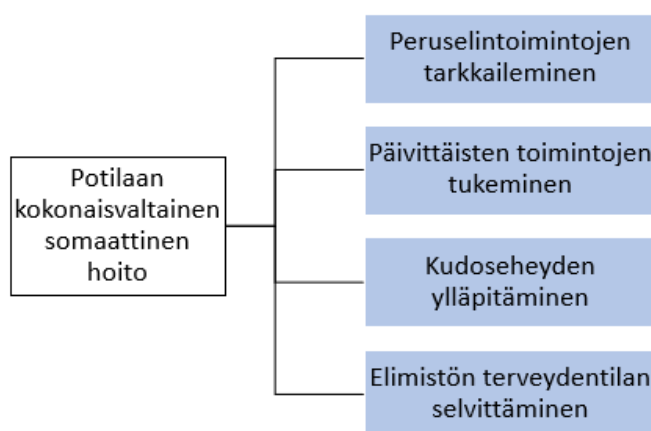 Potilaan
kokonaisvaltainen
somaattinen
hoito
Peruselintoimintojen
tarkkaileminen
Päivittäisten toimintojen
tukeminen
Kudoseheyden
ylläpitäminen
Elimistön terveydentilan
selvittäminen